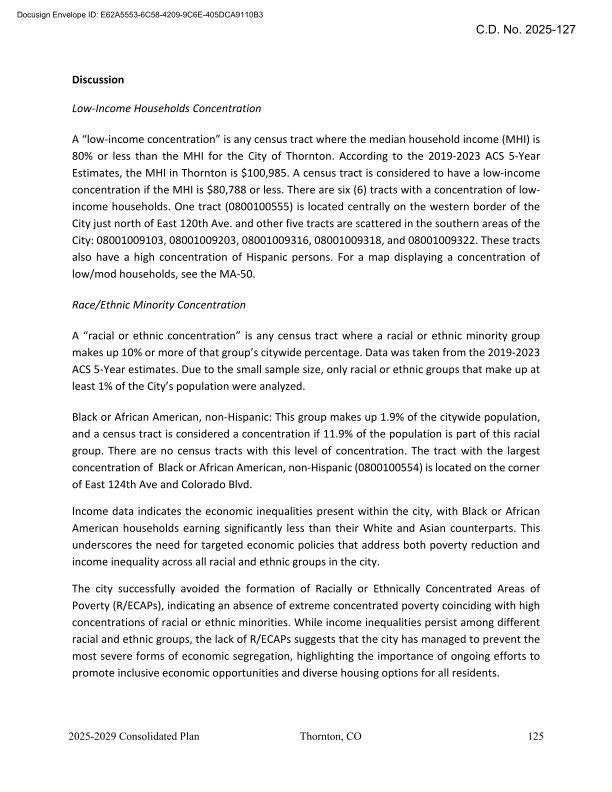 Docusign Envelope ID: E62A5553-6C58-4209-9C6E-405DCA9110B3
C.D. No. 2025-127
Discussion
Low-Income Households Concentration
A “low-income concentration” is any census tract where the median household income (MHI) is
80% or less than the MHI for the City of Thornton. According to the 2019-2023 ACS 5-Year
Estimates, the MHI in Thornton is $100,985. A census tract is considered to have a low-income
concentration if the MHI is $80,788 or less. There are six (6) tracts with a concentration of low-
income households. One tract (0800100555) is located centrally on the western border of the
City just north of East 120th Ave. and other five tracts are scattered in the southern areas of the
City: 08001009103, 08001009203, 08001009316, 08001009318, and 08001009322. These tracts
also have a high concentration of Hispanic persons. For a map displaying a concentration of
low/mod households, see the MA-50.
Race/Ethnic Minority Concentration
A “racial or ethnic concentration” is any census tract where a racial or ethnic minority group
makes up 10% or more of that group’s citywide percentage. Data was taken from the 2019-2023
ACS 5-Year estimates. Due to the small sample size, only racial or ethnic groups that make up at
least 1% of the City’s population were analyzed.
Black or African American, non-Hispanic: This group makes up 1.9% of the citywide population,
and a census tract is considered a concentration if 11.9% of the population is part of this racial
group. There are no census tracts with this level of concentration. The tract with the largest
concentration of Black or African American, non-Hispanic (0800100554) is located on the corner
of East 124th Ave and Colorado Blvd.
Income data indicates the economic inequalities present within the city, with Black or African
American households earning significantly less than their White and Asian counterparts. This
underscores the need for targeted economic policies that address both poverty reduction and
income inequality across all racial and ethnic groups in the city.
The city successfully avoided the formation of Racially or Ethnically Concentrated Areas of
Poverty (R/ECAPs), indicating an absence of extreme concentrated poverty coinciding with high
concentrations of racial or ethnic minorities. While income inequalities persist among different
racial and ethnic groups, the lack of R/ECAPs suggests that the city has managed to prevent the
most severe forms of economic segregation, highlighting the importance of ongoing efforts to
promote inclusive economic opportunities and diverse housing options for all residents.
2025-2029 Consolidated Plan
Thornton, CO
125